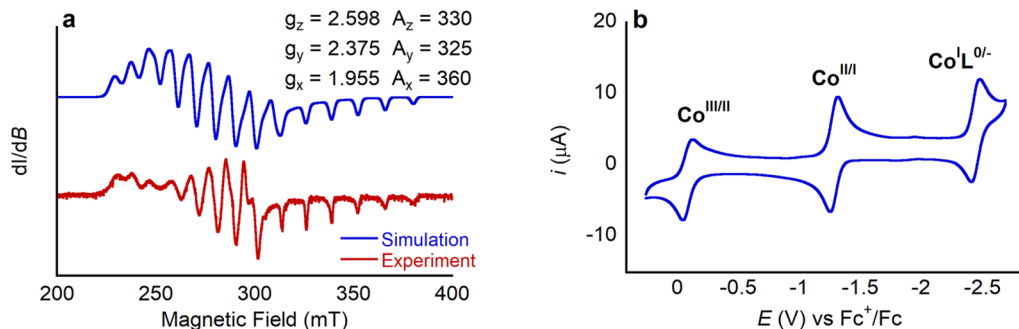 a
g_z = 2.598 A_z = 330
g_y = 2.375 A_y = 325
g_x = 1.955 A_x = 360
dI/dB
Simulation
Experiment
200 250 300 350 400
Magnetic Field (mT)
b
20
10
0
-10
i (μA)
Co^III/II
Co^II/I
Co^IL^0/-
0 -0.5 -1 -1.5 -2 -2.5
E (V) vs Fc^+/Fc